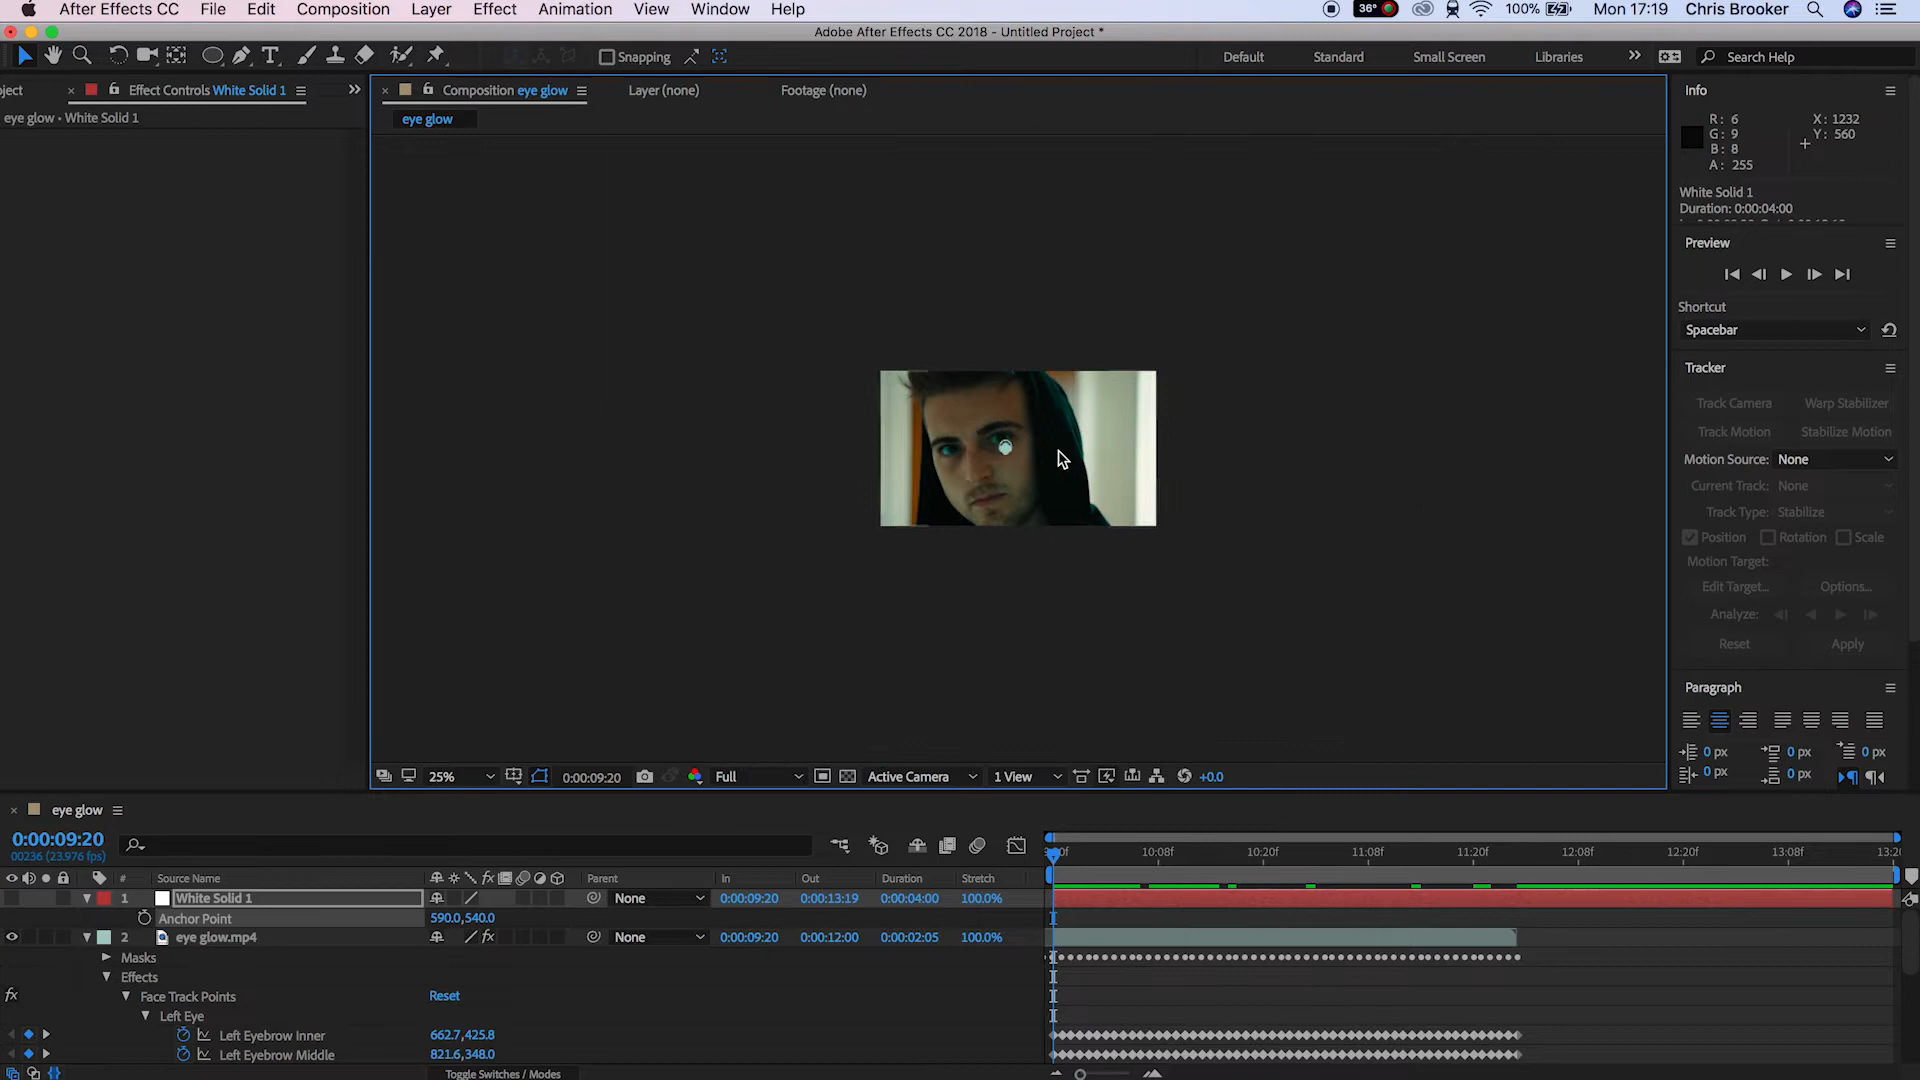 After Effects CC File Edit Composition Layer Effect Animation View Window Help 36° 100% Mon 17:19 Chris Brooker
Adobe After Effects CC 2018 - Untitled Project *
T Snapping Default Standard Small Screen Libraries Search Help
ject Effect Controls White Solid 1 Composition eye glow Layer (none) Footage (none) Info
eye glow • White Solid 1
eye glow
R: 6 X: 1232
G: 9 Y: 560
B: 8
A: 255
White Solid 1
Duration: 0:00:04:00
Preview
Shortcut
Spacebar
Tracker
Track Camera Warp Stabilizer
Track Motion Stabilize Motion
Motion Source: None
Current Track: None
Track Type: Stabilize
Position Rotation Scale
Motion Target:
Edit Target... Options...
Analyze:
Reset Apply
Paragraph
0 px 0 px 0 px
0 px 0 px
25% 0:00:09:20 Full Active Camera 1 View +0.0
eye glow
0:00:09:20
00236 (23.976 fps)
10:08f 10:20f 11:08f 11:20f 12:08f 12:20f 13:08f
# Source Name fx Parent In Out Duration Stretch
1 White Solid 1 None 0:00:09:20 0:00:13:19 0:00:04:00 100.0%
Anchor Point 590.0,540.0
2 eye glow.mp4 fx None 0:00:09:20 0:00:12:00 0:00:02:05 100.0%
Masks
Effects
fx Face Track Points Reset
Left Eye
Left Eyebrow Inner 662.7,425.8
Left Eyebrow Middle 821.6,348.0
Toggle Switches / Modes